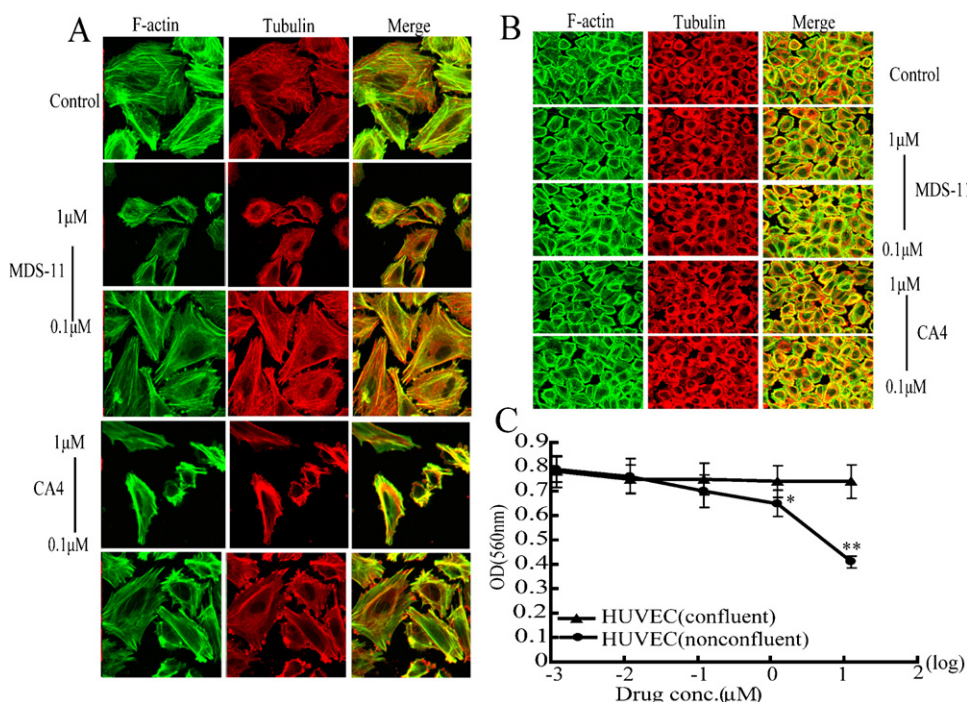 A
F-actin Tubulin Merge
Control
1μM
MDS-11
0.1μM
1μM
CA4
0.1μM
B
F-actin Tubulin Merge
Control
1μM
MDS-11
0.1μM
1μM
CA4
0.1μM
C
0.9
0.8
0.7
0.6
0.5
0.4
0.3
0.2
0.1
0
OD(560nm)
*
**
HUVEC(confluent)
HUVEC(nonconfluent)
-3 -2 -1 0 1 2 (log)
Drug conc.(μM)